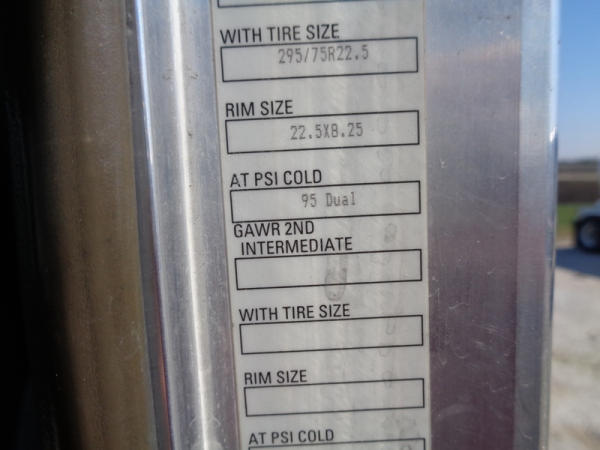 WITH TIRE SIZE
295/75R22.5
RIM SIZE
22.5X8.25
AT PSI COLD
95 Dual
GAWR 2ND
INTERMEDIATE
WITH TIRE SIZE
RIM SIZE
AT PSI COLD